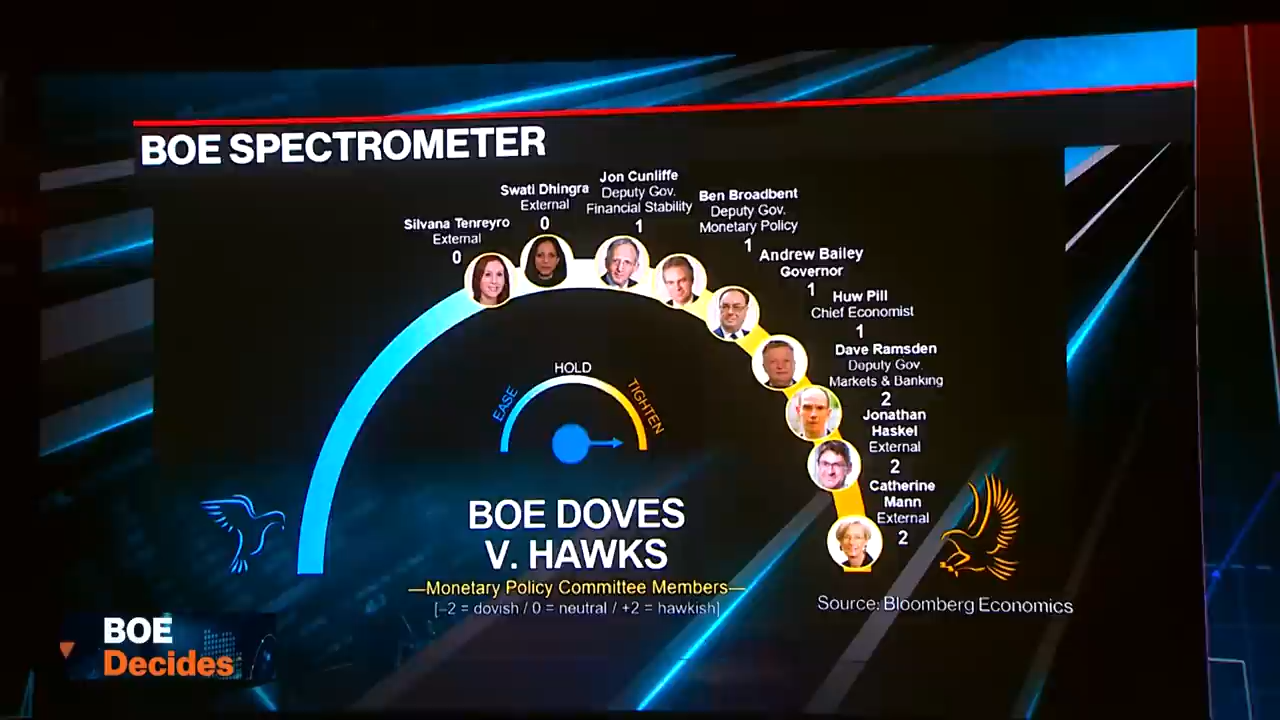 BOE SPECTROMETER
Silvana Tenreyro
External
0
Swati Dhingra
External
0
Jon Cunliffe
Deputy Gov.
Financial Stability
1
Ben Broadbent
Deputy Gov.
Monetary Policy
1
Andrew Bailey
Governor
1
Huw Pill
Chief Economist
1
Dave Ramsden
Deputy Gov.
Markets & Banking
2
Jonathan
Haskel
External
2
Catherine
Mann
External
2
EASE
HOLD
TIGHTEN
BOE DOVES
V. HAWKS
—Monetary Policy Committee Members—
[-2 = dovish / 0 = neutral / +2 = hawkish]
Source: Bloomberg Economics
BOE
Decides